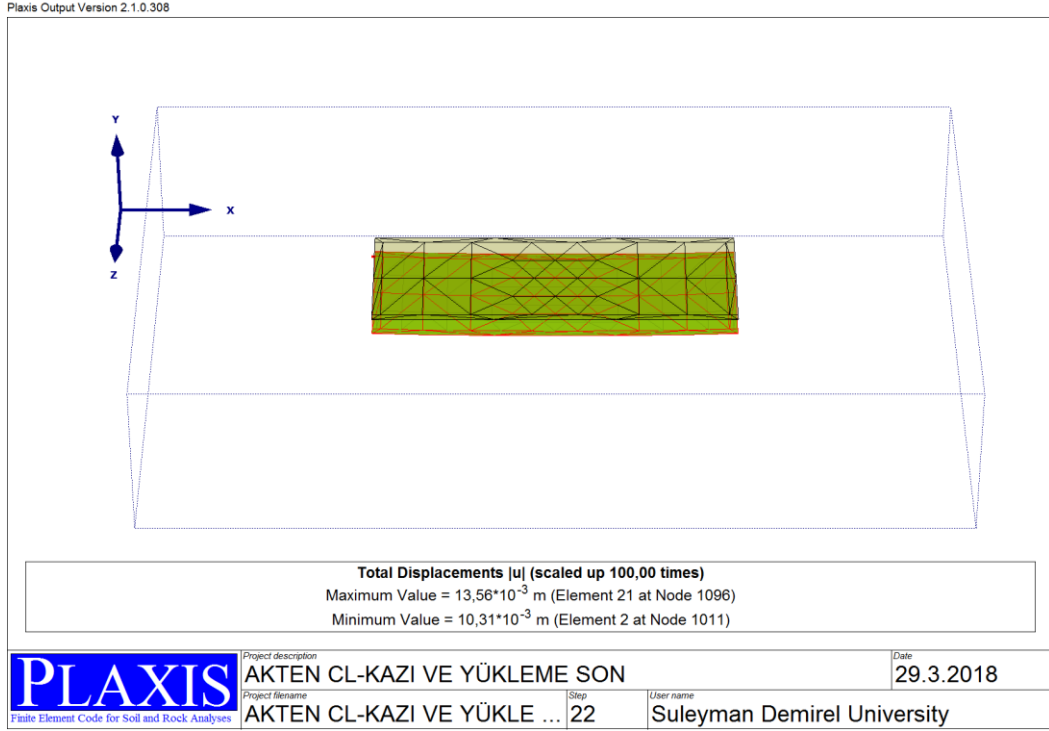 Plaxis Output Version 2.1.0.308
Y
X
Z
Total Displacements |u| (scaled up 100,00 times)
Maximum Value = 13,56*10⁻³ m (Element 21 at Node 1096)
Minimum Value = 10,31*10⁻³ m (Element 2 at Node 1011)
PLAXIS
Finite Element Code for Soil and Rock Analyses
Project description
AKTEN CL-KAZI VE YÜKLEME SON
Date
29.3.2018
Project filename
AKTEN CL-KAZI VE YÜKLE ...
Step
22
User name
Suleyman Demirel University